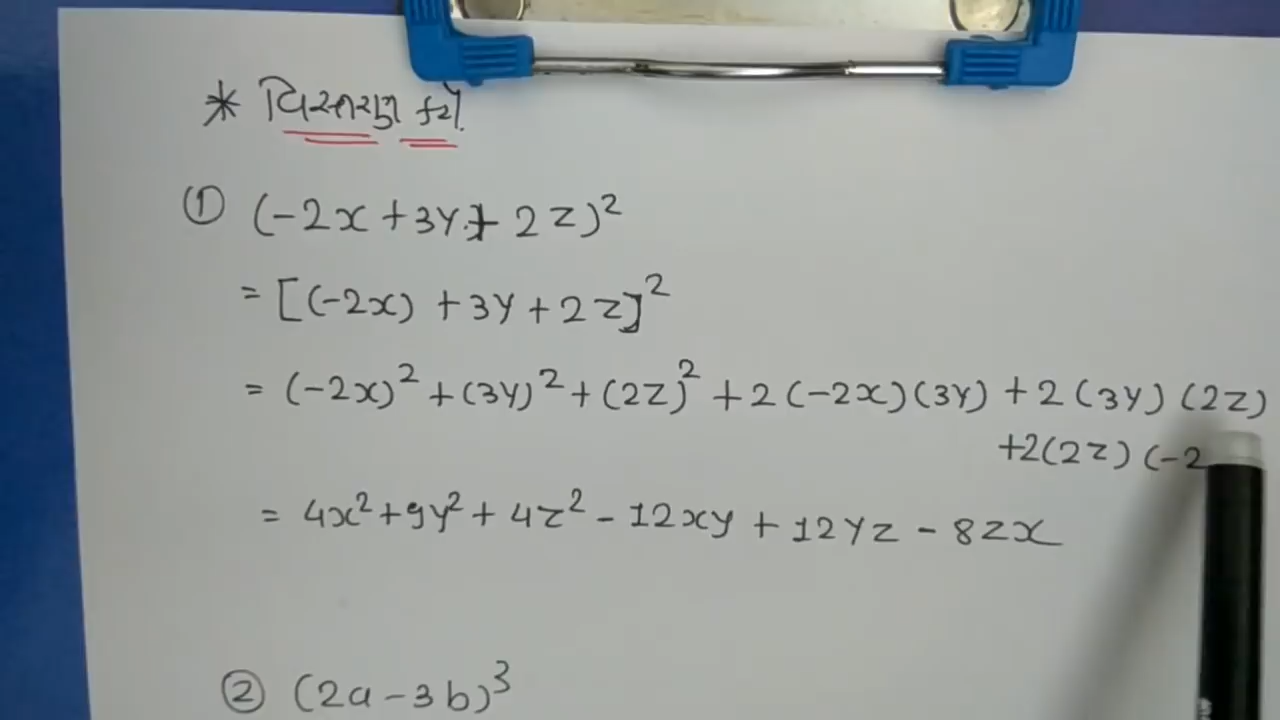 * વિસ્તરણ કરો.
① (-2x + 3y + 2z)²
= [(-2x) + 3y + 2z]²
= (-2x)² + (3y)² + (2z)² + 2(-2x)(3y) + 2(3y)(2z)
+2(2z)(-2
= 4x² + 9y² + 4z² - 12xy + 12yz - 8zx
② (2a - 3b)³